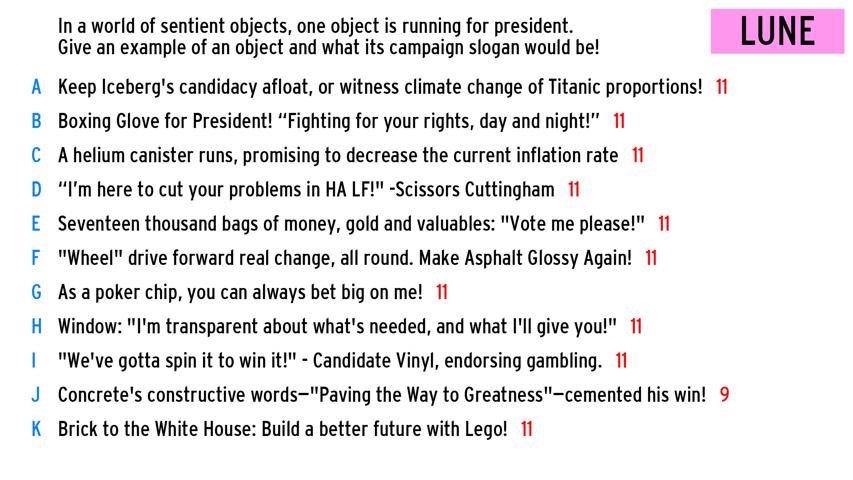 In a world of sentient objects, one object is running for president.
Give an example of an object and what its campaign slogan would be!
LUNE
A Keep Iceberg's candidacy afloat, or witness climate change of Titanic proportions! 11
B Boxing Glove for President! “Fighting for your rights, day and night!” 11
C A helium canister runs, promising to decrease the current inflation rate 11
D “I’m here to cut your problems in HA LF!" -Scissors Cuttingham 11
E Seventeen thousand bags of money, gold and valuables: "Vote me please!" 11
F "Wheel" drive forward real change, all round. Make Asphalt Glossy Again! 11
G As a poker chip, you can always bet big on me! 11
H Window: "I'm transparent about what's needed, and what I'll give you!" 11
I "We've gotta spin it to win it!" - Candidate Vinyl, endorsing gambling. 11
J Concrete's constructive words—"Paving the Way to Greatness"—cemented his win! 9
K Brick to the White House: Build a better future with Lego! 11